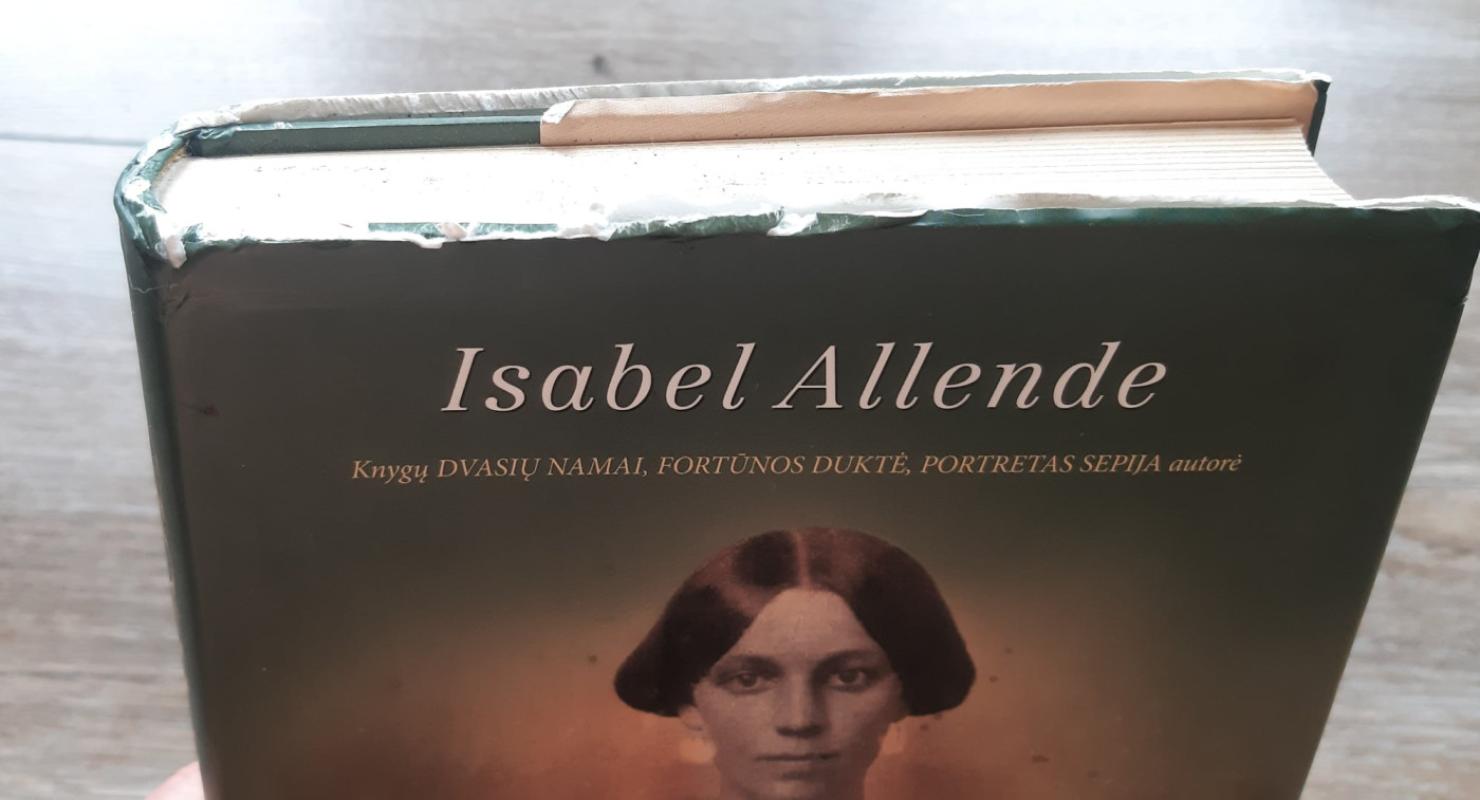 Isabel Allende
Knygų DVASIŲ NAMAI, FORTŪNOS DUKTĖ, PORTRETAS SEPIJA autorė